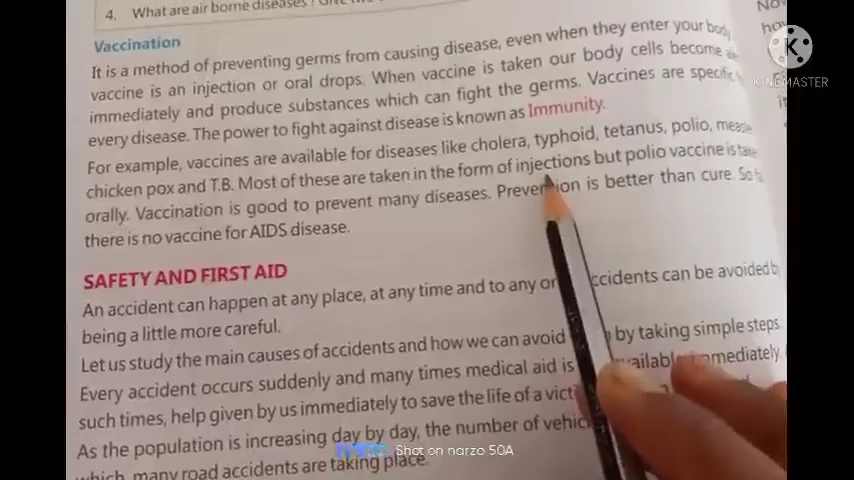 4. What are air borne diseases?
Vaccination
It is a method of preventing germs from causing disease, even when they enter your body
vaccine is an injection or oral drops. When vaccine is taken our body cells become
immediately and produce substances which can fight the germs. Vaccines are specific
every disease. The power to fight against disease is known as Immunity.
For example, vaccines are available for diseases like cholera, typhoid, tetanus, polio,
chicken pox and T.B. Most of these are taken in the form of injections but polio vaccine is
orally. Vaccination is good to prevent many diseases. is better than cure. So
there is no vaccine for AIDS disease.
SAFETY AND FIRST AID
An accident can happen at any place, at any time and to any can be avoided
being a little more careful.
Let us study the main causes of accidents and how we can avoid by taking simple steps.
Every accident occurs suddenly and many times medical aid is
such times, help given by us immediately to save the life of a
As the population is increasing day by day, the number of
which many road accidents are taking place.
K
KINEMASTER
Shot on narzo 50A